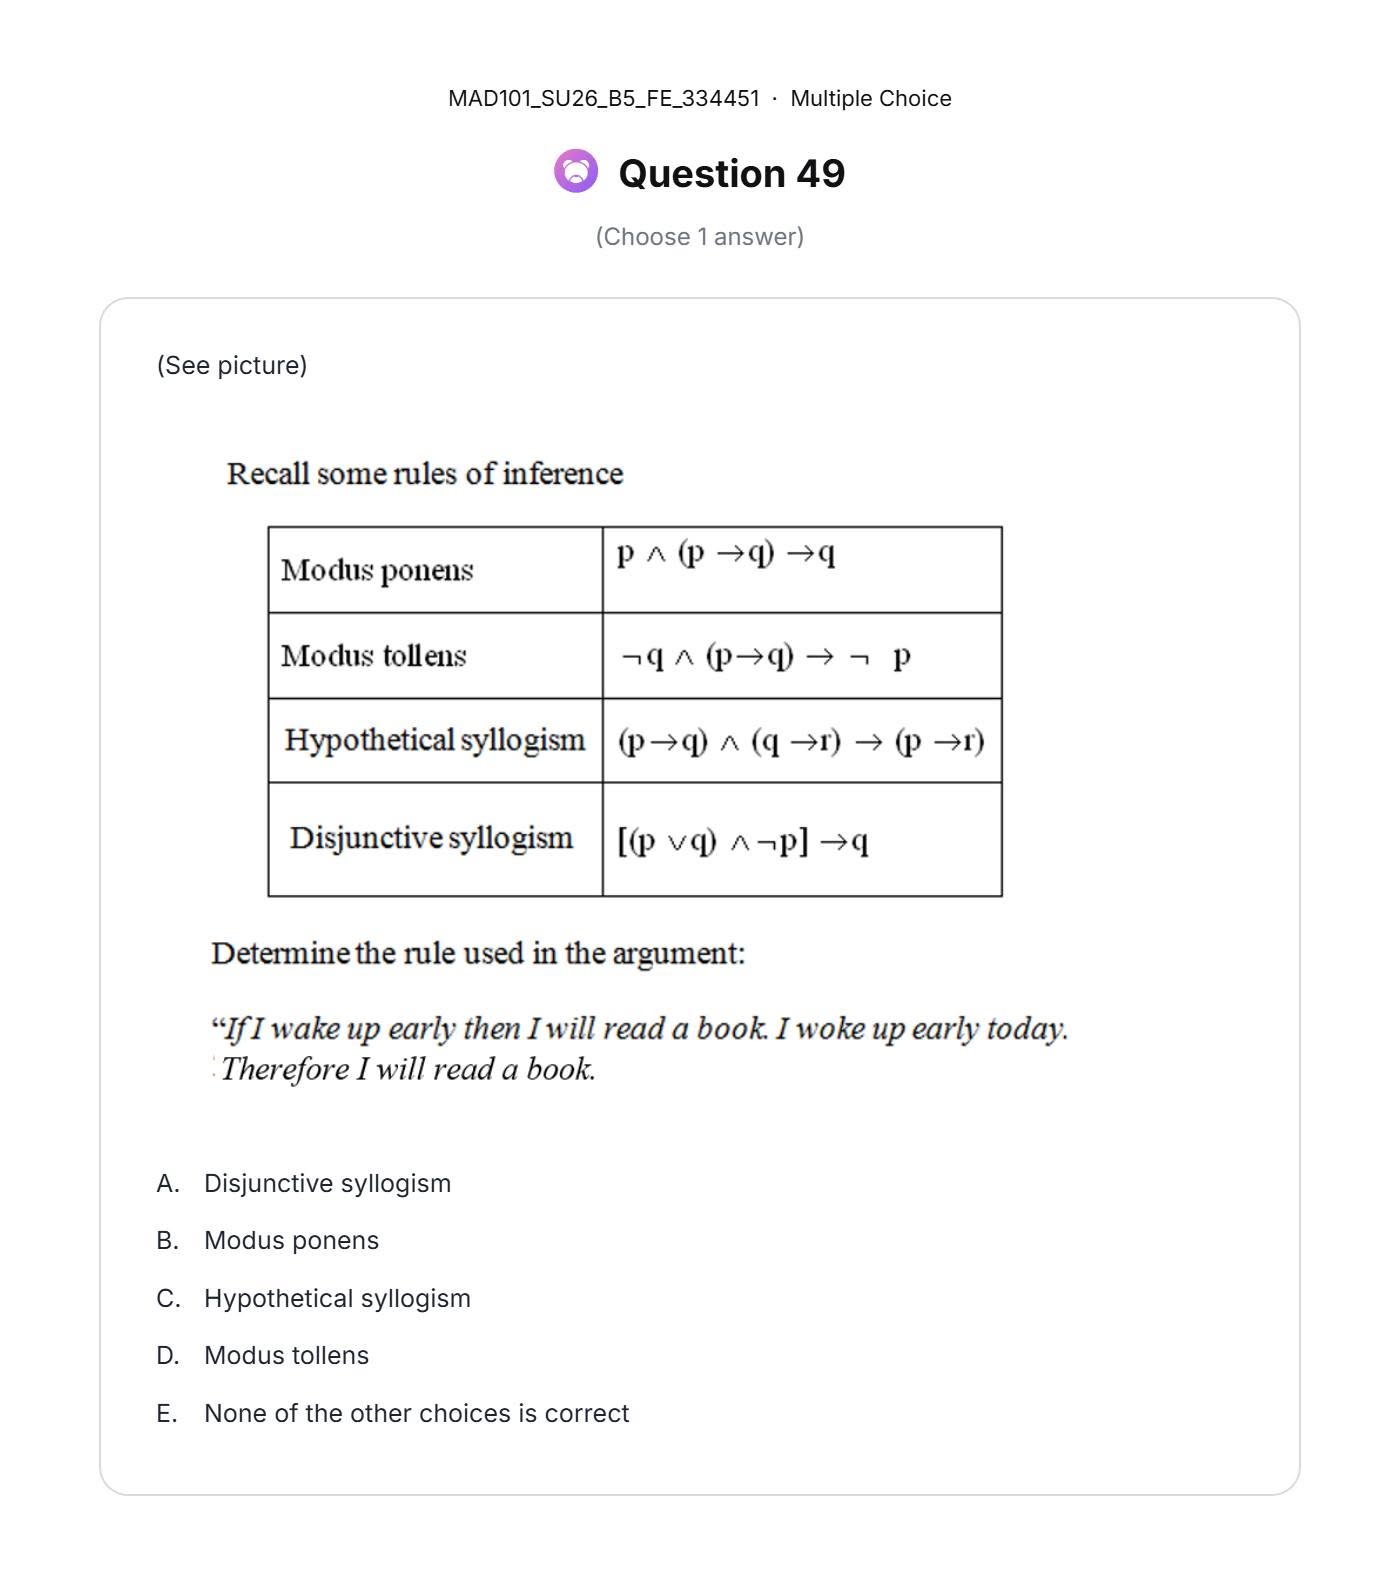 MAD101_SU26_B5_FE_334451 · Multiple Choice
Question 49
(Choose 1 answer)
(See picture)
Recall some rules of inference
Modus ponens p ∧ (p →q) →q
Modus tollens ¬q ∧ (p→q) → ¬ p
Hypothetical syllogism (p→q) ∧ (q →r) → (p →r)
Disjunctive syllogism [(p ∨q) ∧¬p] →q
Determine the rule used in the argument:
“If I wake up early then I will read a book. I woke up early today.
Therefore I will read a book.
A. Disjunctive syllogism
B. Modus ponens
C. Hypothetical syllogism
D. Modus tollens
E. None of the other choices is correct